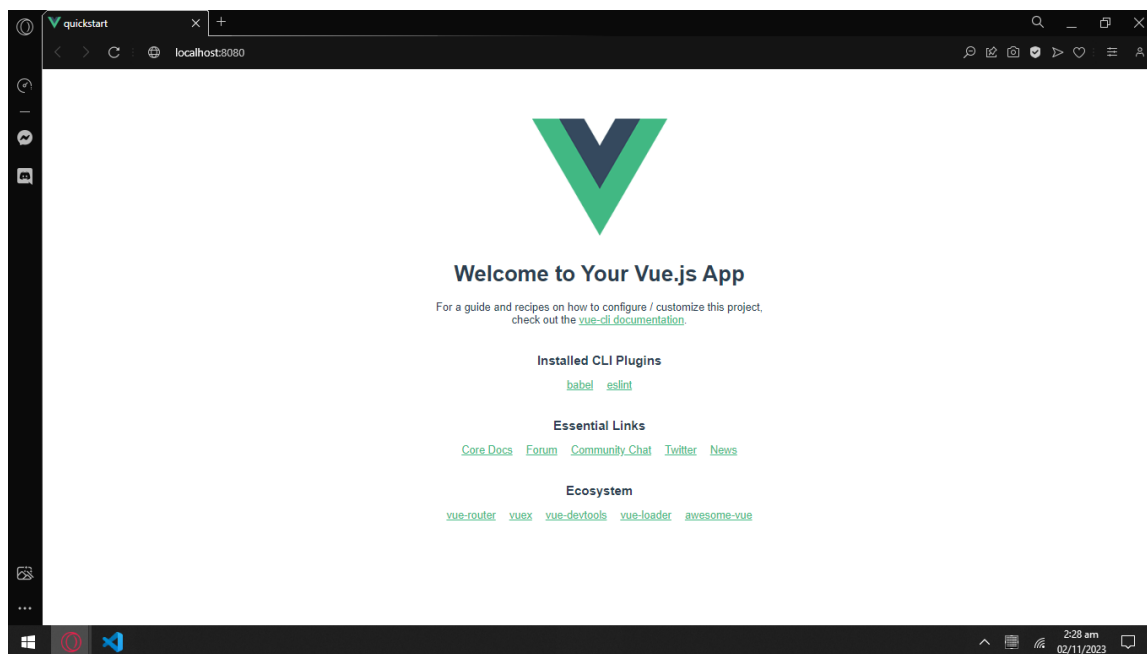 quickstart
localhost:8080
Welcome to Your Vue.js App
For a guide and recipes on how to configure / customize this project,
check out the vue-cli documentation.
Installed CLI Plugins
babel eslint
Essential Links
Core Docs Forum Community Chat Twitter News
Ecosystem
vue-router vuex vue-devtools vue-loader awesome-vue
2:28 am
02/11/2023